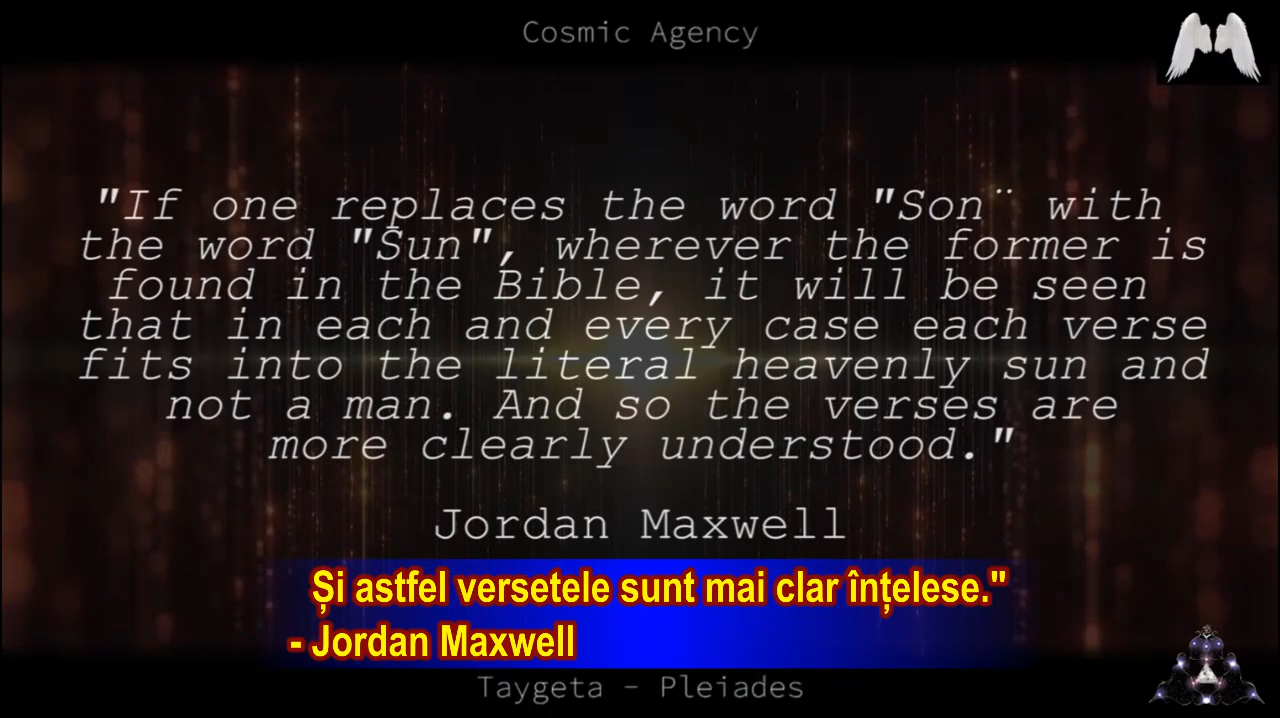 Cosmic Agency
"If one replaces the word "Son¨ with
the word "Sun", wherever the former is
found in the Bible, it will be seen
that in each and every case each verse
fits into the literal heavenly sun and
not a man. And so the verses are
more clearly understood."
Jordan Maxwell
Și astfel versetele sunt mai clar înțelese."
- Jordan Maxwell
Taygeta - Pleiades